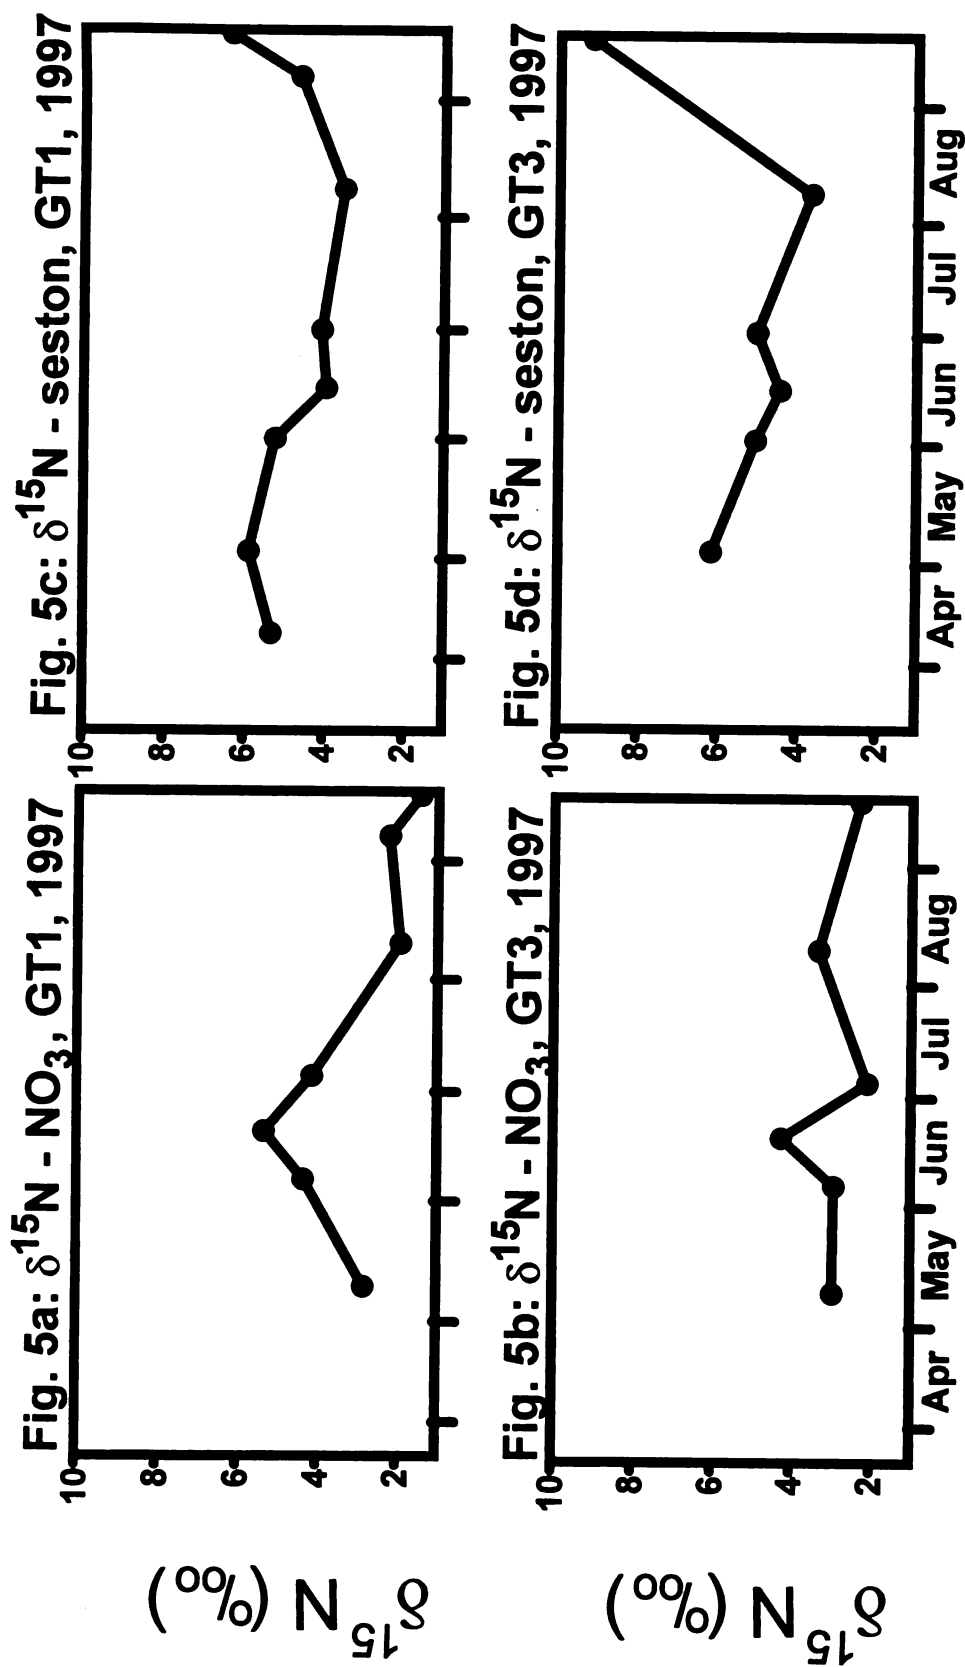 Fig. 5a: δ15N - NO3, GT1, 1997
10
8
6
4
2
δ15N (‰)
Fig. 5c: δ15N - seston, GT1, 1997
10
8
6
4
2
Fig. 5b: δ15N - NO3, GT3, 1997
10
8
6
4
2
δ15N (‰)
Apr May Jun Jul Aug
Fig. 5d: δ15N - seston, GT3, 1997
10
8
6
4
2
Apr May Jun Jul Aug